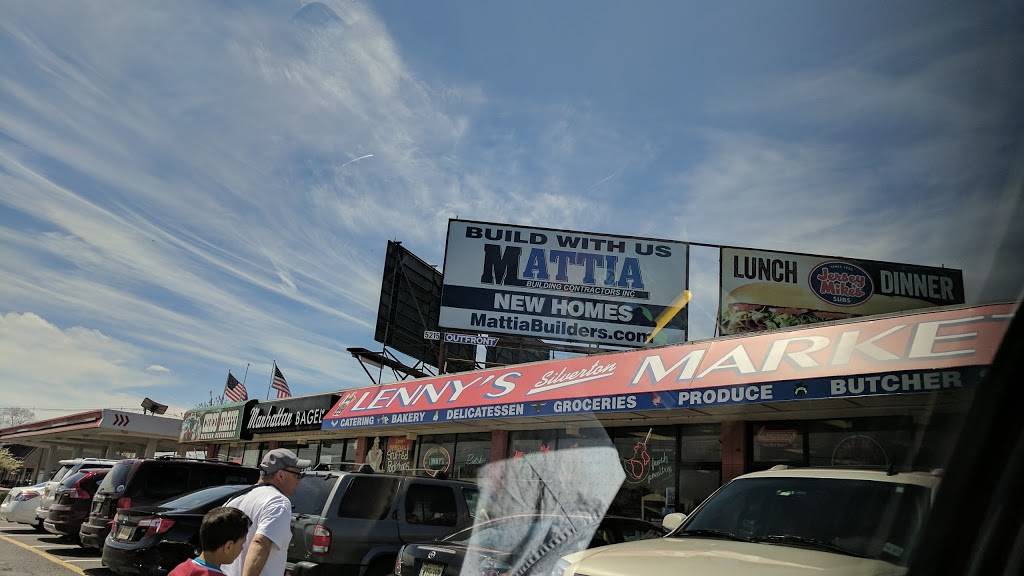 BUILD WITH US
MATTIA
BUILDING CONTRACTORS INC
NEW HOMES
MattiaBuilders.com
OUTFRONT
LUNCH
Jersey Mike's
SUBS
DINNER
LENNY'S Silverton MARKET
CATERING BAKERY DELICATESSEN GROCERIES PRODUCE BUTCHER
Manhattan BAGEL